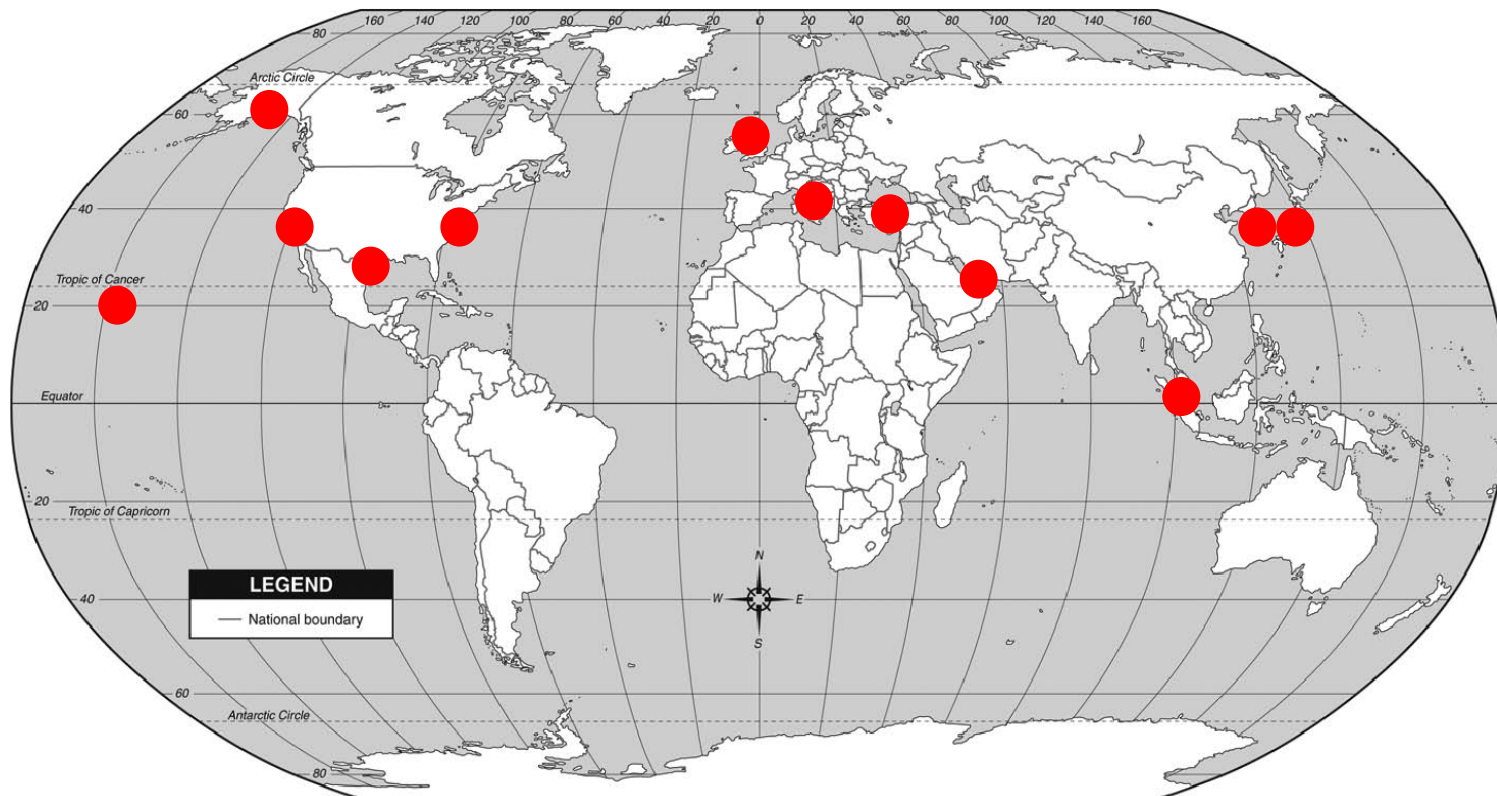 160 140 120 100 80 60 40 20 0 20 40 60 80 100 120 140 160
80
Arctic Circle
60
40
Tropic of Cancer
20
Equator
20
Tropic of Capricorn
N
W E
S
LEGEND
National boundary
40
60
Antarctic Circle
80